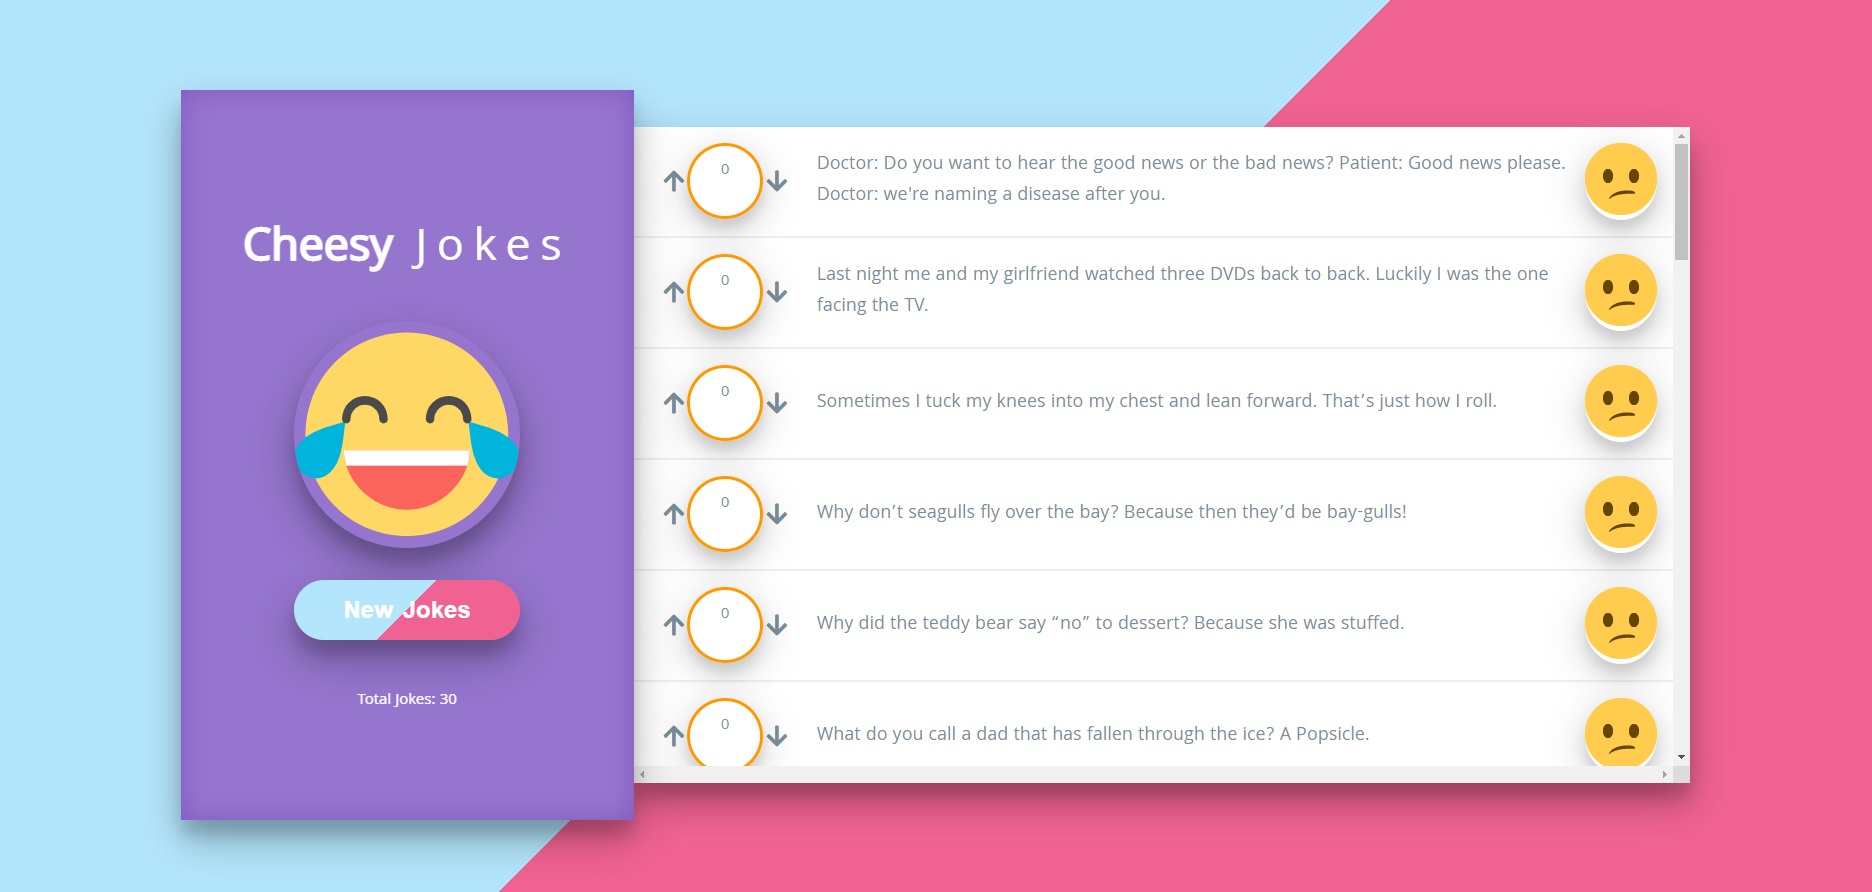 Cheesy Jokes
New Jokes
Total Jokes: 30
0
Doctor: Do you want to hear the good news or the bad news? Patient: Good news please.
Doctor: we're naming a disease after you.
0
Last night me and my girlfriend watched three DVDs back to back. Luckily I was the one
facing the TV.
0
Sometimes I tuck my knees into my chest and lean forward. That’s just how I roll.
0
Why don’t seagulls fly over the bay? Because then they’d be bay-gulls!
0
Why did the teddy bear say “no” to dessert? Because she was stuffed.
0
What do you call a dad that has fallen through the ice? A Popsicle.